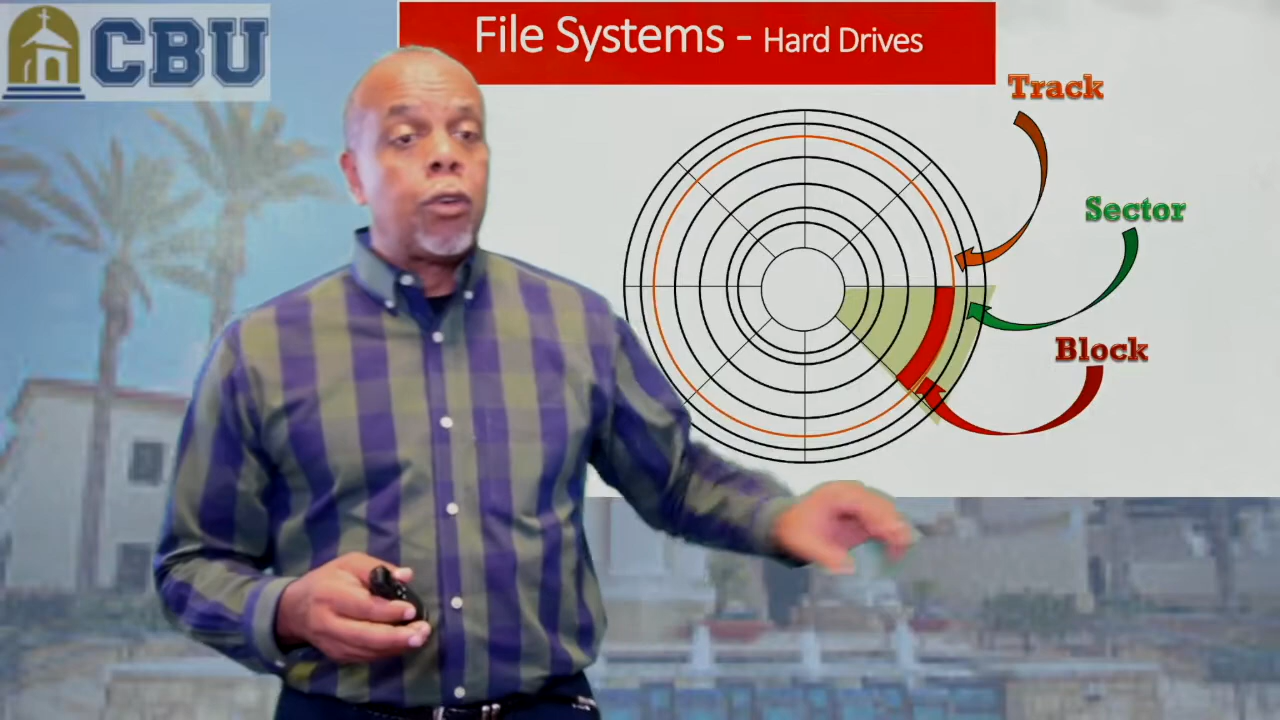 CBU
File Systems - Hard Drives
Track
Sector
Block